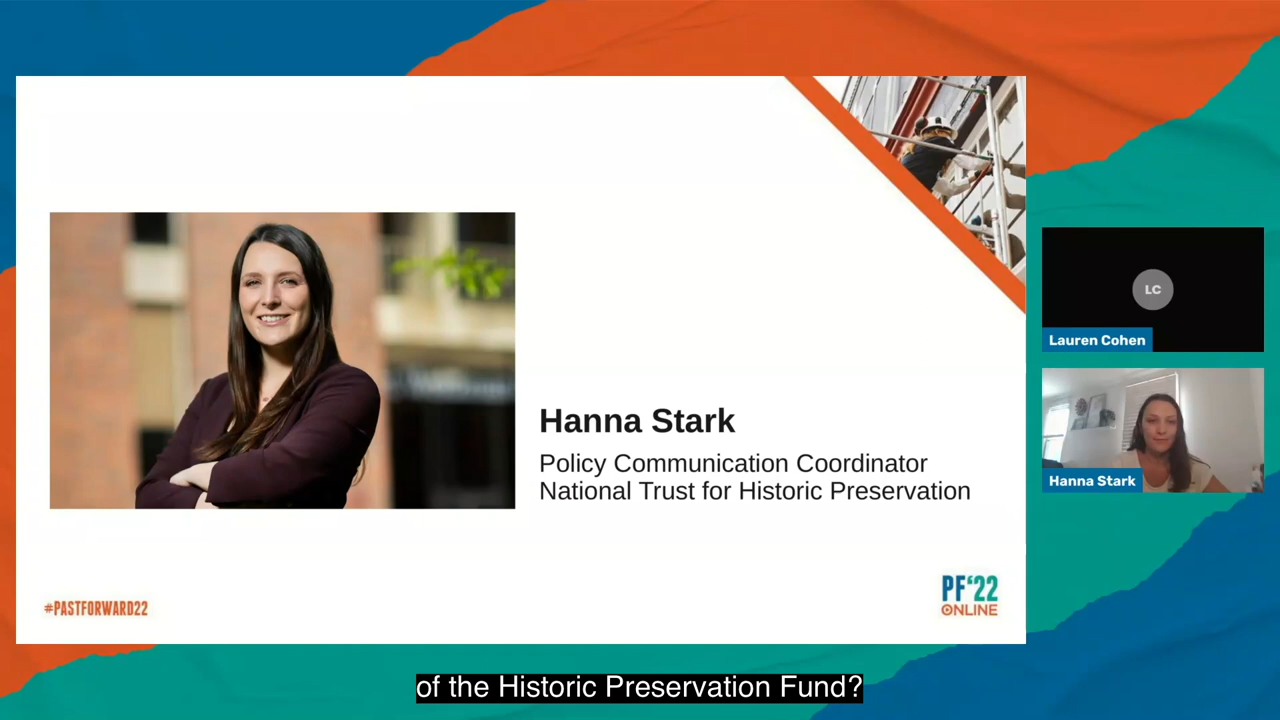 Hanna Stark
Policy Communication Coordinator
National Trust for Historic Preservation
#PASTFORWARD22
PF‘22
ONLINE
LC
Lauren Cohen
Hanna Stark
of the Historic Preservation Fund?